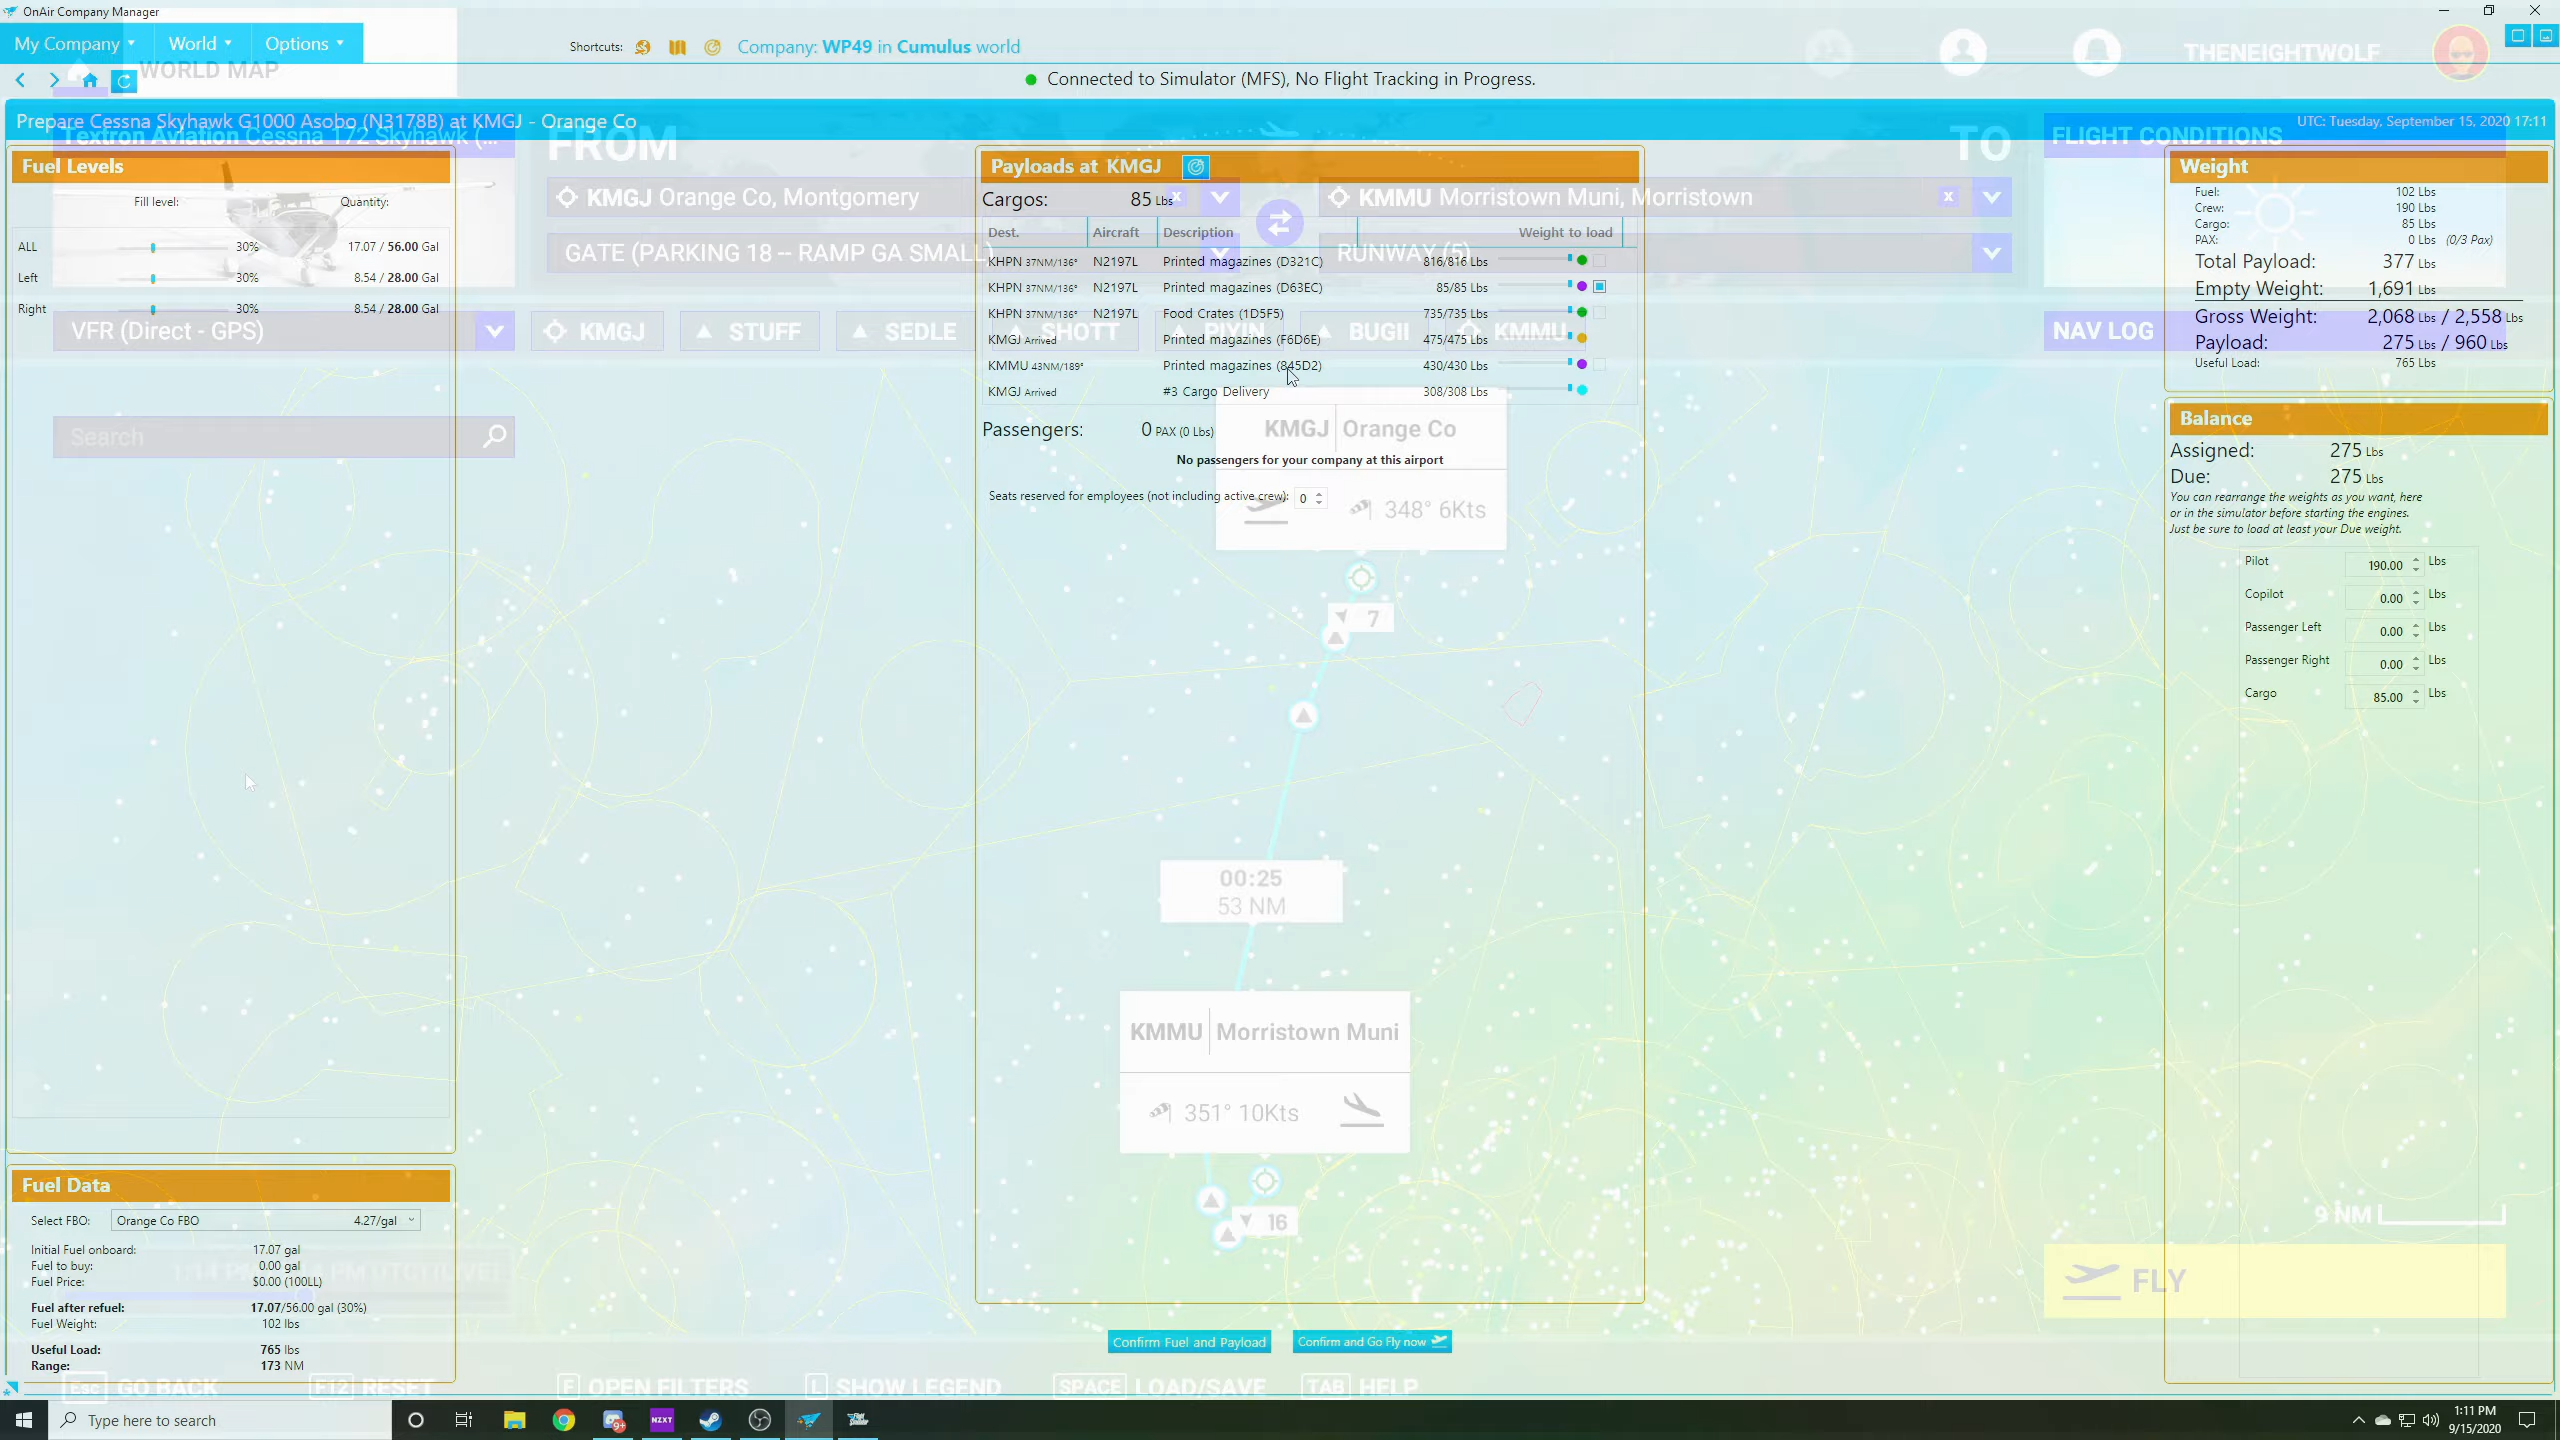 OnAir Company Manager
My Company
World
Options
Shortcuts:
Company: WP49 in Cumulus world
THENEIGHTWOLF
WORLD MAP
Connected to Simulator (MFS), No Flight Tracking in Progress.
Prepare Cessna Skyhawk G1000 Asobo (N3178B) at KMGJ - Orange Co
UTC: Tuesday, September 15, 2020 17:11
Textron Aviation Cessna 172 Skyhawk (...
FROM
TO
FLIGHT CONDITIONS
Fuel Levels
Fill level:
Quantity:
ALL
30%
17.07 / 56.00 Gal
Left
30%
8.54 / 28.00 Gal
Right
30%
8.54 / 28.00 Gal
KMGJ Orange Co, Montgomery
x
GATE (PARKING 18 -- RAMP GA SMALL)
KMMU Morristown Muni, Morristown
x
RUNWAY (5)
VFR (Direct - GPS)
KMGJ
STUFF
SEDLE
SHOTT
PIYIN
BUGII
KMMU
NAV LOG
Search
Payloads at KMGJ
Cargos:
85 Lbs
Dest.
Aircraft
Description
Weight to load
KHPN 37NM/136° N2197L Printed magazines (D321C) 816/816 Lbs
KHPN 37NM/136° N2197L Printed magazines (D63EC) 85/85 Lbs
KHPN 37NM/136° N2197L Food Crates (1D5F5) 735/735 Lbs
KMGJ Arrived Printed magazines (F6D6E) 475/475 Lbs
KMMU 43NM/189° Printed magazines (845D2) 430/430 Lbs
KMGJ Arrived #3 Cargo Delivery 308/308 Lbs
Passengers:
0 PAX (0 Lbs)
No passengers for your company at this airport
Seats reserved for employees (not including active crew): 0
KMGJ Orange Co
348° 6Kts
7
00:25
53 NM
KMMU Morristown Muni
351° 10Kts
16
Weight
Fuel: 102 Lbs
Crew: 190 Lbs
Cargo: 85 Lbs
PAX: 0 Lbs (0/3 Pax)
Total Payload: 377 Lbs
Empty Weight: 1,691 Lbs
Gross Weight: 2,068 Lbs / 2,558 Lbs
Payload: 275 Lbs / 960 Lbs
Useful Load: 765 Lbs
Balance
Assigned: 275 Lbs
Due: 275 Lbs
You can rearrange the weights as you want, here
or in the simulator before starting the engines.
Just be sure to load at least your Due weight.
Pilot 190.00 Lbs
Copilot 0.00 Lbs
Passenger Left 0.00 Lbs
Passenger Right 0.00 Lbs
Cargo 85.00 Lbs
9 NM
FLY
Fuel Data
Select FBO: Orange Co FBO 4.27/gal
Initial Fuel onboard: 17.07 gal
Fuel to buy: 0.00 gal
Fuel Price: $0.00 (100LL)
Fuel after refuel: 17.07/56.00 gal (30%)
Fuel Weight: 102 lbs
Useful Load: 765 lbs
Range: 173 NM
Confirm Fuel and Payload
Confirm and Go Fly now
Esc GO BACK
F12 RESET
F OPEN FILTERS
L SHOW LEGEND
SPACE LOAD/SAVE
TAB HELP
Type here to search
9+
NZXT
1:11 PM
9/15/2020